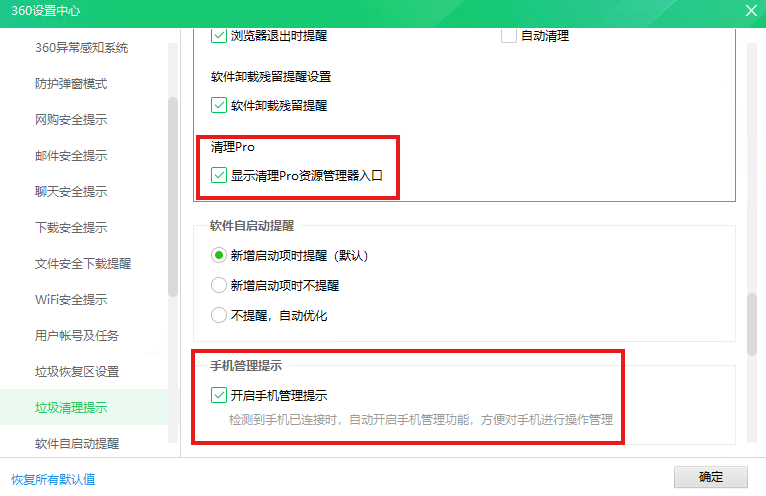 360设置中心
360异常感知系统
防护弹窗模式
网购安全提示
邮件安全提示
聊天安全提示
下载安全提示
文件安全下载提醒
WiFi安全提示
用户帐号及任务
垃圾恢复区设置
垃圾清理提示
软件自启动提醒
浏览器退出时提醒
自动清理
软件卸载残留提醒设置
软件卸载残留提醒
清理Pro
显示清理Pro资源管理器入口
软件自启动提醒
新增启动项时提醒（默认）
新增启动项时不提醒
不提醒，自动优化
手机管理提示
开启手机管理提示
检测到手机已连接时，自动开启手机管理功能，方便对手机进行操作管理
恢复所有默认值
确定